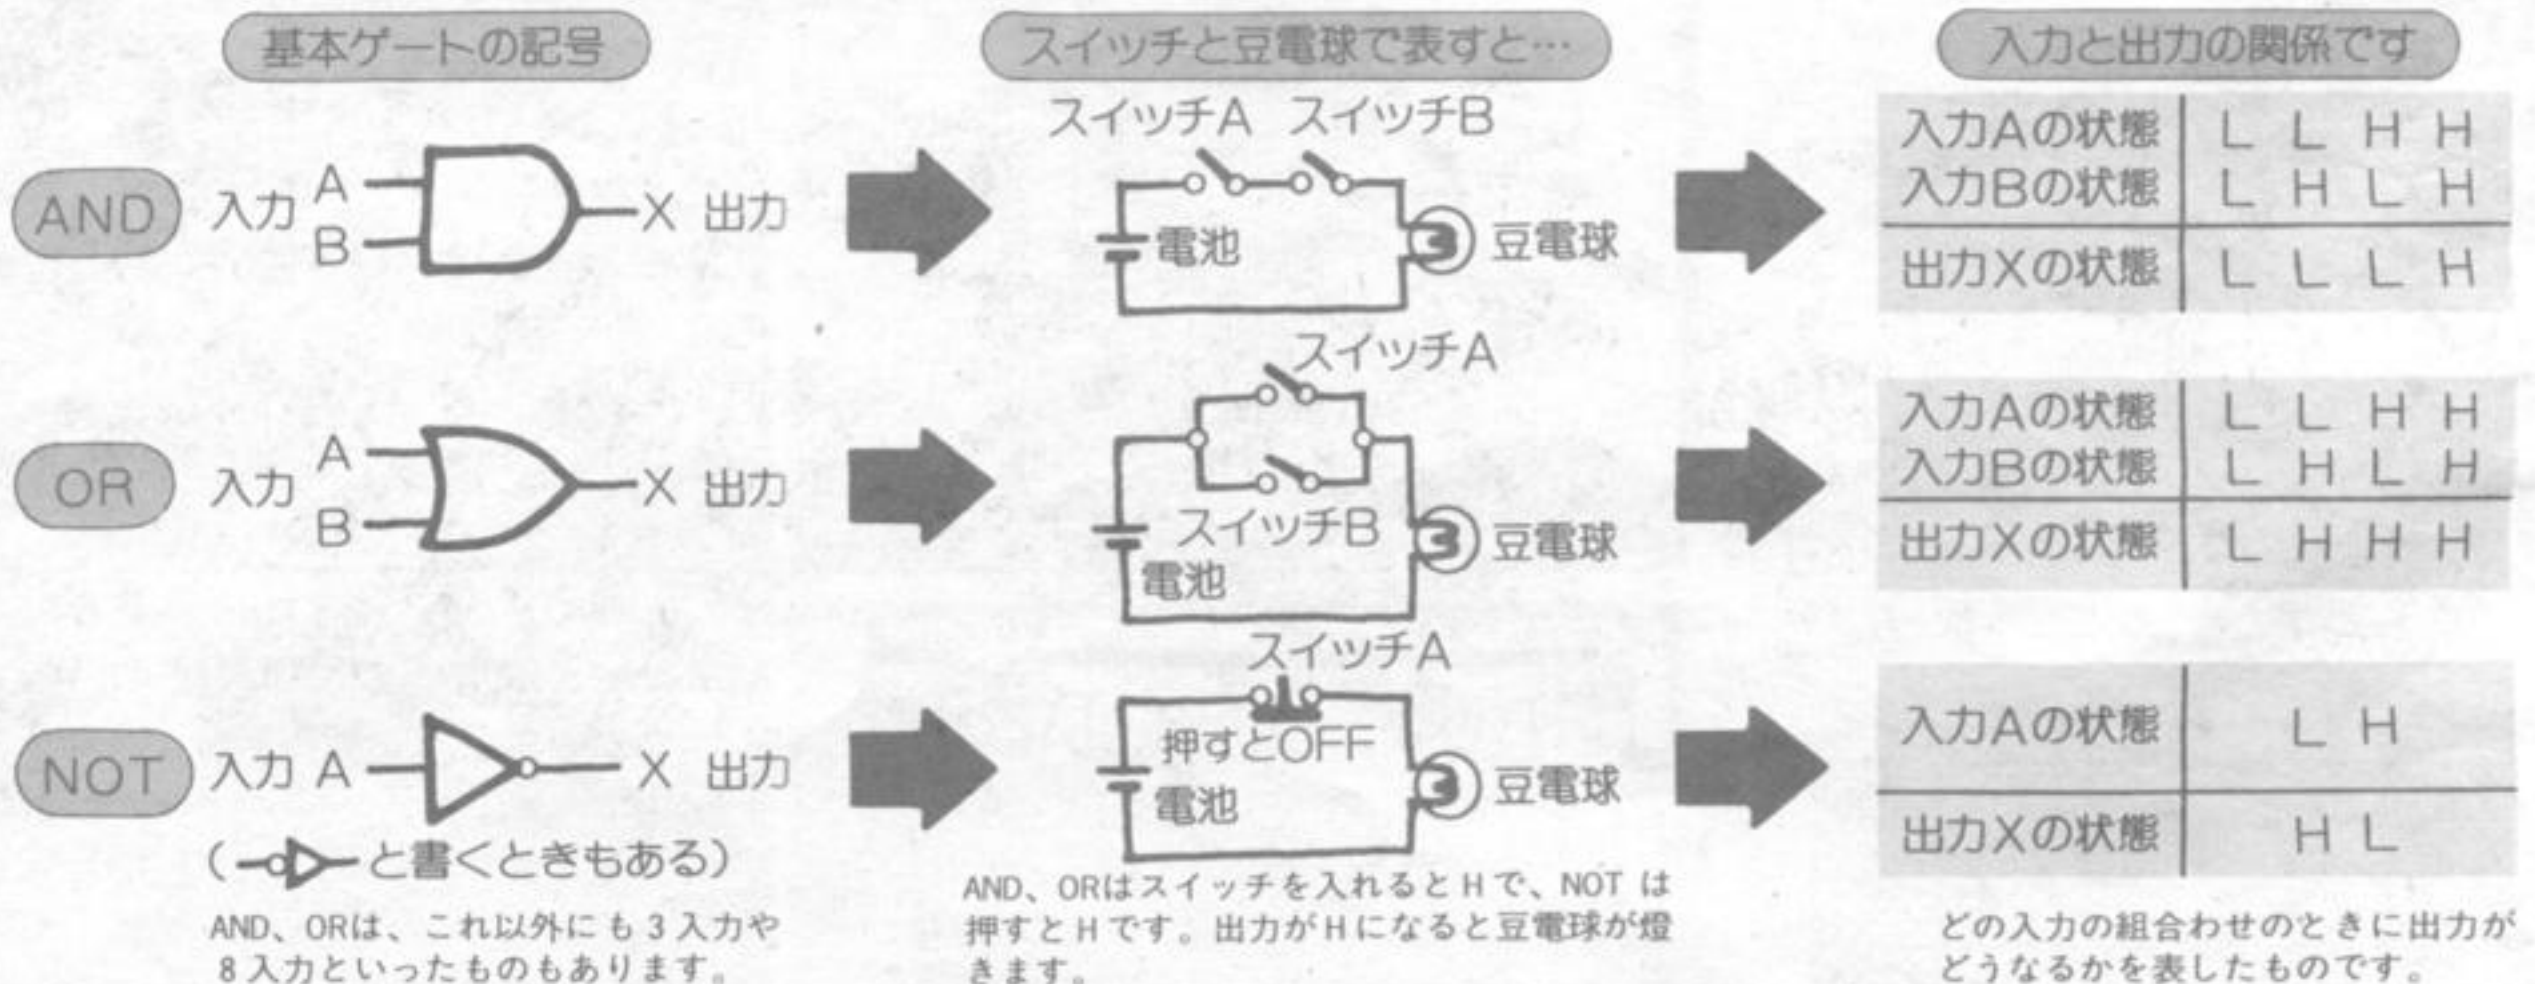 基本ゲートの記号
スイッチと豆電球で表すと…
入力と出力の関係です
AND
入力
A
B
X 出力
スイッチA スイッチB
電池
豆電球
入力Aの状態 L L H H
入力Bの状態 L H L H
出力Xの状態 L L L H
OR
入力
A
B
X 出力
スイッチA
スイッチB
電池
豆電球
入力Aの状態 L L H H
入力Bの状態 L H L H
出力Xの状態 L H H H
NOT
入力 A
X 出力
(と書くときもある)
スイッチA
押すとOFF
電池
豆電球
入力Aの状態 L H
出力Xの状態 H L
AND、ORは、これ以外にも3入力や
8入力といったものもあります。
AND、ORはスイッチを入れるとHで、NOT は
押すとHです。出力がHになると豆電球が燈
きます。
どの入力の組合わせのときに出力が
どうなるかを表したものです。